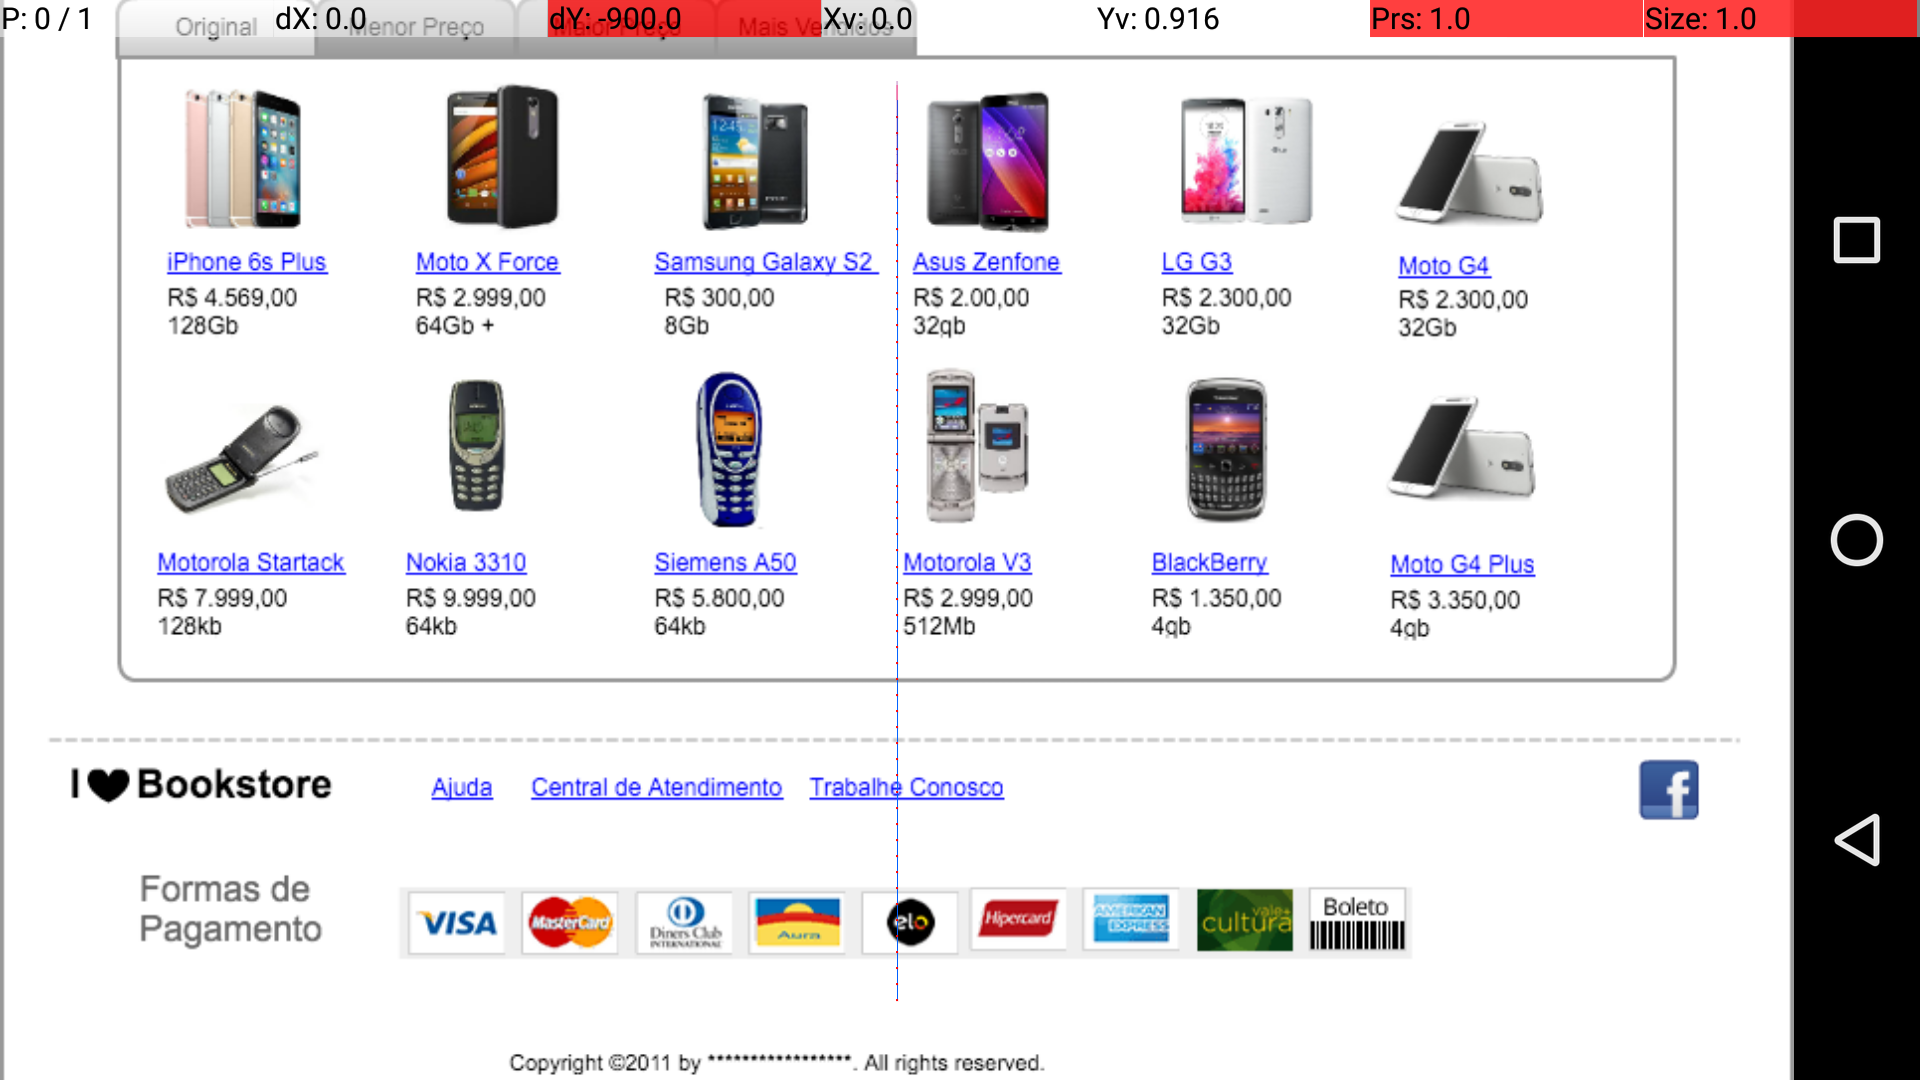 P: 0 / 1 dX: 0.0 dY: -900.0 Xv: 0.0 Yv: 0.916 Prs: 1.0 Size: 1.0
Original Menor Preço Maior Preço Mais Vendidos
iPhone 6s Plus Moto X Force Samsung Galaxy S2 Asus Zenfone LG G3 Moto G4
R$ 4.569,00 R$ 2.999,00 R$ 300,00 R$ 2.00,00 R$ 2.300,00 R$ 2.300,00
128Gb 64Gb + 8Gb 32gb 32Gb 32Gb
Motorola Startack Nokia 3310 Siemens A50 Motorola V3 BlackBerry Moto G4 Plus
R$ 7.999,00 R$ 9.999,00 R$ 5.800,00 R$ 2.999,00 R$ 1.350,00 R$ 3.350,00
128kb 64kb 64kb 512Mb 4gb 4gb
I ♥ Bookstore Ajuda Central de Atendimento Trabalhe Conosco f
Formas de
Pagamento
VISA MasterCard Diners Club INTERNATIONAL Aura elo Hipercard AMERICAN EXPRESS vale+ cultura Boleto
Copyright ©2011 by *****************. All rights reserved.